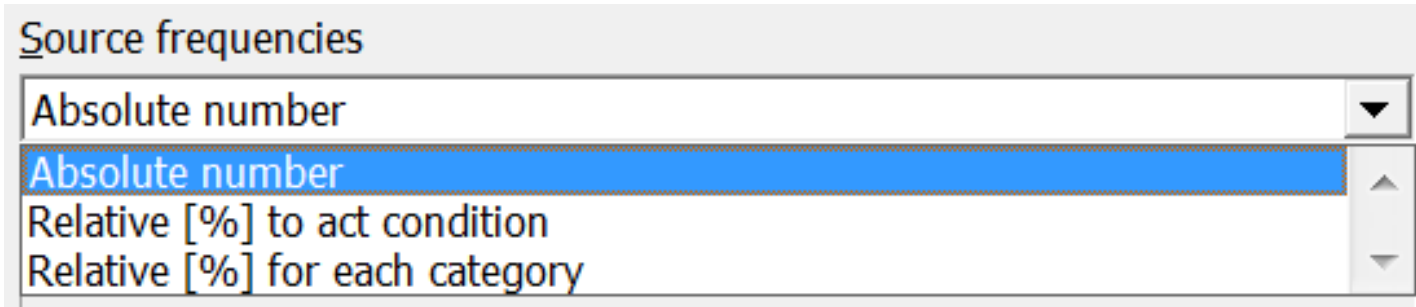 Source frequencies
Absolute number
Absolute number
Relative [%] to act condition
Relative [%] for each category